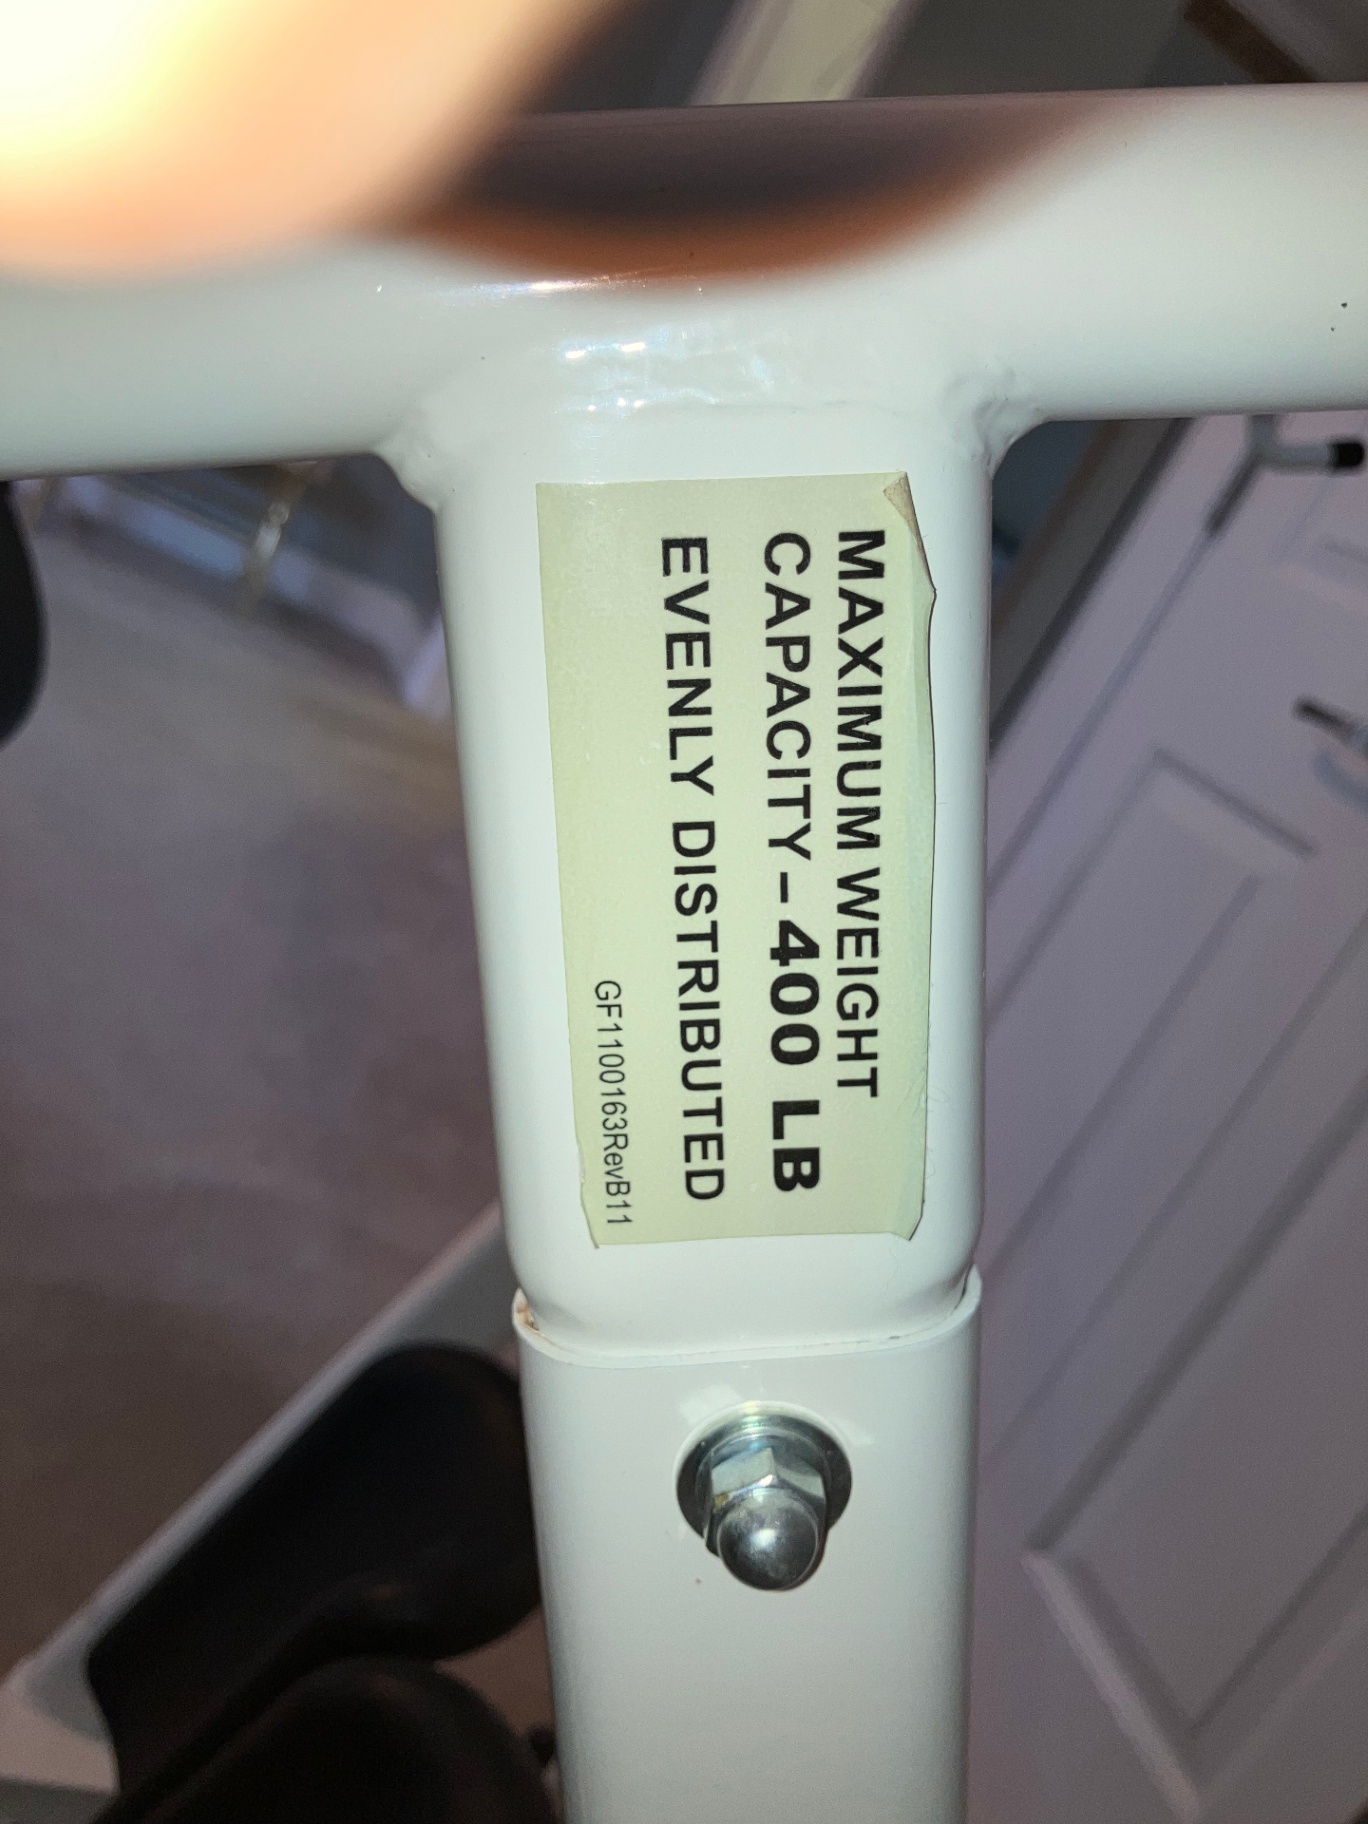 MAXIMUM WEIGHT
CAPACITY - 400 LB
EVENLY DISTRIBUTED
GF1100163RevB11